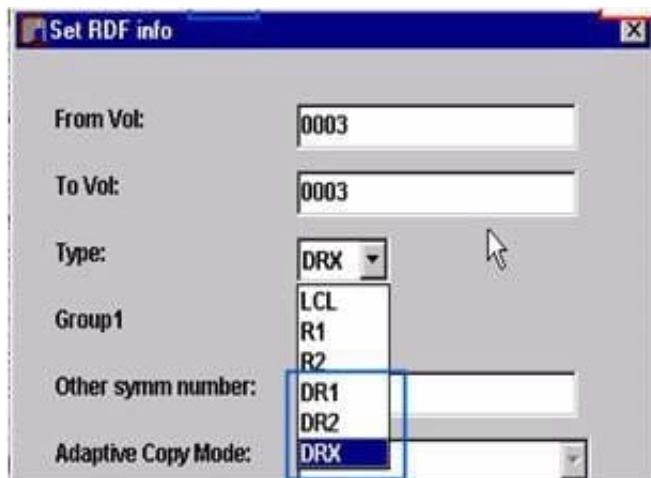 Set RDF info
From Vol: 0003
To Vol: 0003
Type: DRX
LCL
Group1
R1
R2
Other symm number:
DR1
DR2
Adaptive Copy Mode:
DRX